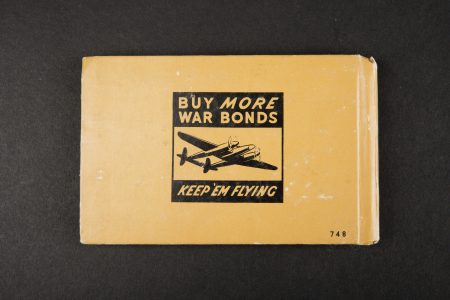 BUY MORE
WAR BONDS
KEEP 'EM FLYING
748